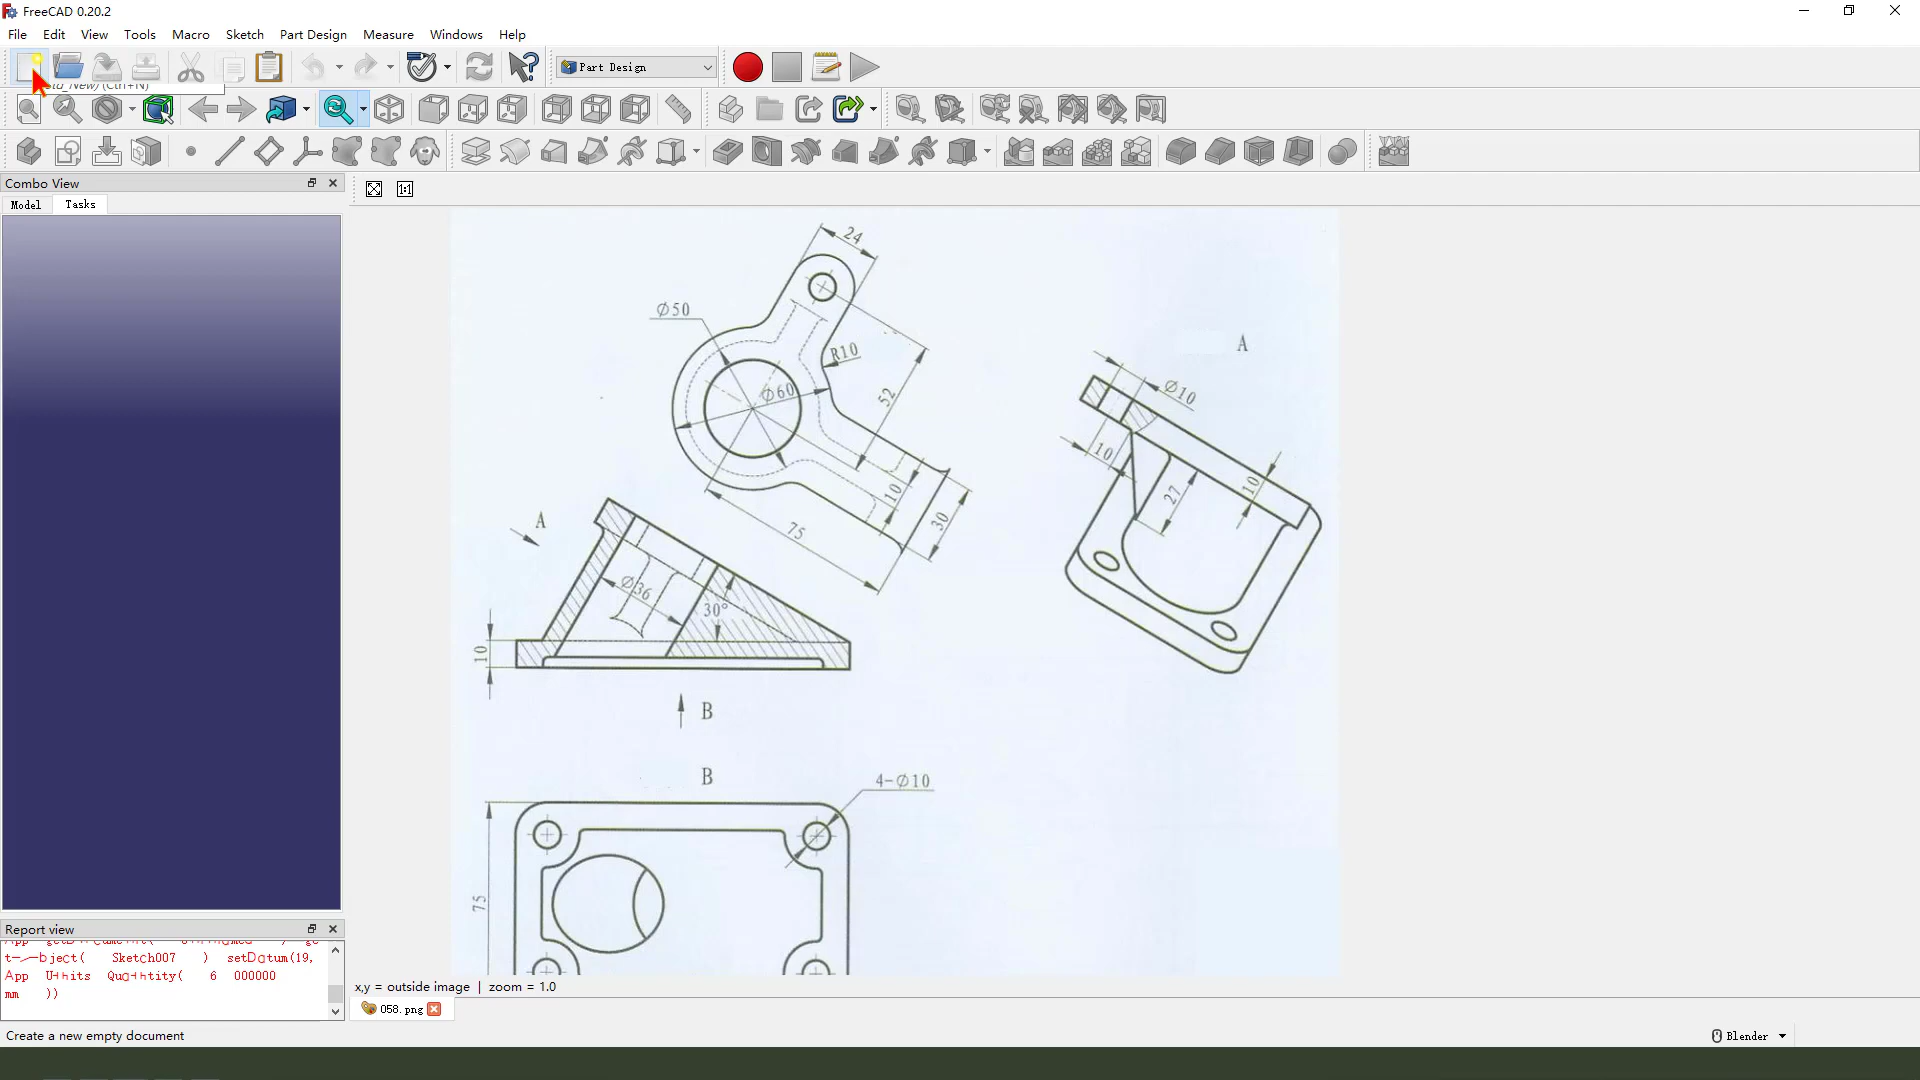 FreeCAD 0.20.2
File Edit View Tools Macro Sketch Part Design Measure Windows Help
Part Design
(Ctrl+N)
Combo View
Model Tasks
1:1
24
Ø50
R10
A
Ø60
52
Ø10
10
10
27
10
30
75
A
Ø36
30°
10
B
B
4-Ø10
75
Report view
Sketch007 ) setDatum(19,
App Quantity( 6 000000
mm ))
x,y = outside image | zoom = 1.0
058.png
Create a new empty document
Blender